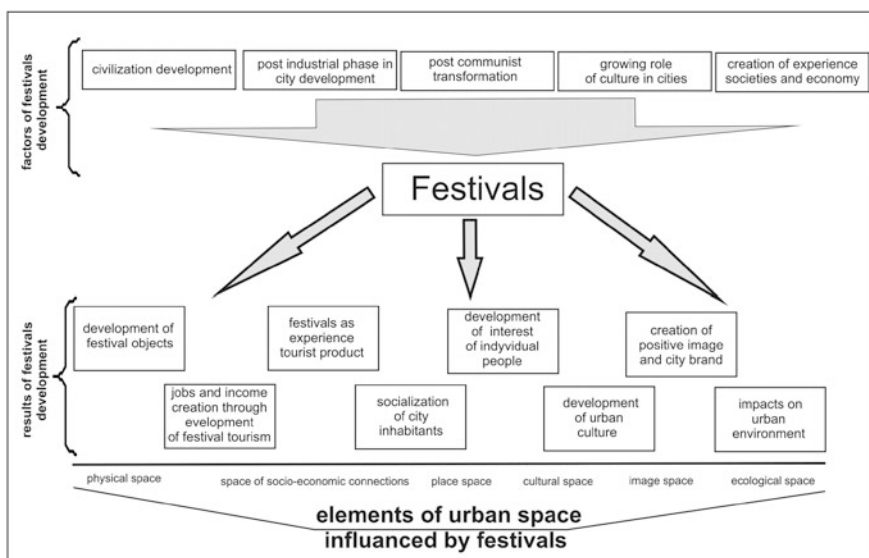 factors of festivals
development
civilization development
post industrial phase in
city development
post communist
transformation
growing role
of culture in cities
creation of experience
societies and economy
Festivals
results of festivals
development
development of
festival objects
festivals as
experience
tourist product
development
of interest
of indyvidual
people
creation of
positive image
and city brand
jobs and income
creation through
evelopment
of festival tourism
socialization
of city
inhabitants
development
of urban
culture
impacts on
urban
environment
physical space
space of socio-economic connections
place space
cultural space
image space
ecological space
elements of urban space
influenced by festivals